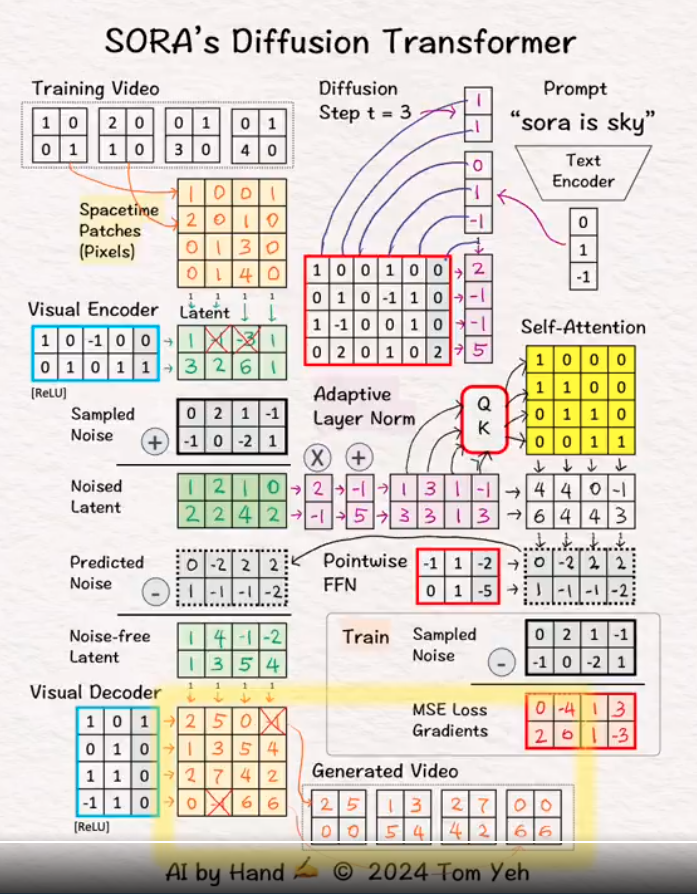 SORA's Diffusion Transformer
Training Video
1 0 2 0 0 1 0 1
0 1 1 0 3 0 4 0
Spacetime
Patches
(Pixels)
1 0 0 1
2 0 1 0
0 1 3 0
0 1 4 0
Diffusion
Step t = 3
1
1
0
1
-1
1
Prompt
"sora is sky"
Text
Encoder
0
1
-1
1 0 0 1 0 0
0 1 0 -1 1 0
1 -1 0 0 1 0
0 2 0 1 0 2
2
-1
-1
5
Visual Encoder
1 0 -1 0 0
0 1 0 1 1
[ReLU]
1 1 1 1
Latent
1 -1 -3 1
3 2 6 1
Self-Attention
1 0 0 0
1 1 0 0
0 1 1 0
0 0 1 1
Sampled
Noise
+
0 2 1 -1
-1 0 -2 1
Adaptive
Layer Norm
Q
K
X +
Noised
Latent
1 2 1 0
2 2 4 2
2
-1
-1
5
1 3 1 -1
3 3 1 3
4 4 0 -1
6 4 4 3
Predicted
Noise
-
0 -2 2 2
1 -1 -1 -2
Pointwise
FFN
-1 1 -2
0 1 -5
0 -2 2 2
1 -1 -1 -2
Noise-free
Latent
1 4 -1 -2
1 3 5 4
Train
Sampled
Noise
-
0 2 1 -1
-1 0 -2 1
MSE Loss
Gradients
0 -4 1 3
2 1 -3
Visual Decoder
1 0 1
0 1 0
1 1 0
-1 1 0
[ReLU]
1 1 1 1
2 5 0 -1
1 3 5 4
2 7 4 2
0 -1 6 6
Generated Video
2 5 1 3 2 7 0 0
0 0 5 4 4 2 6 6
AI by Hand ✍ © 2024 Tom Yeh